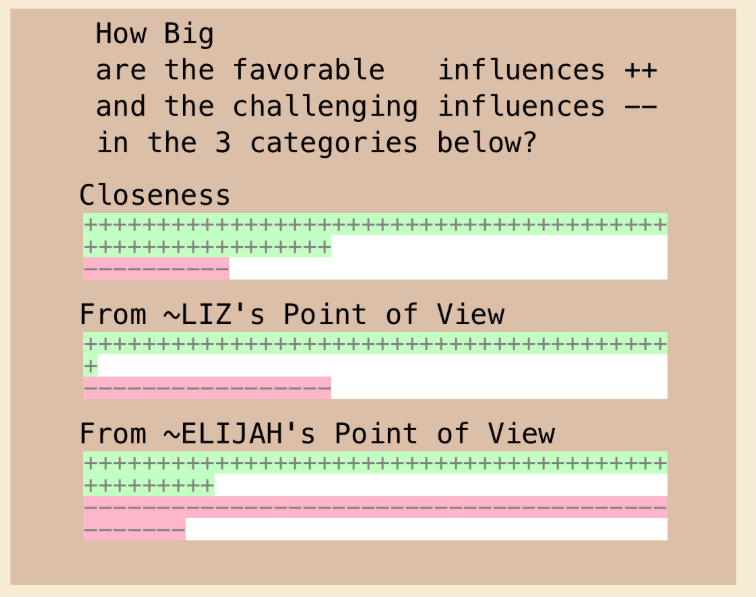 How Big
are the favorable   influences ++
and the challenging influences −−
in the 3 categories below?
Closeness
++++++++++++++++++++++++++++++++++++++++
+++++++++++++++++
−−−−−−−−−−
From ~LIZ's Point of View
++++++++++++++++++++++++++++++++++++++++
+
−−−−−−−−−−−−−−−−−
From ~ELIJAH's Point of View
++++++++++++++++++++++++++++++++++++++++
+++++++++
−−−−−−−−−−−−−−−−−−−−−−−−−−−−−−−−−−−−−−−−
−−−−−−−